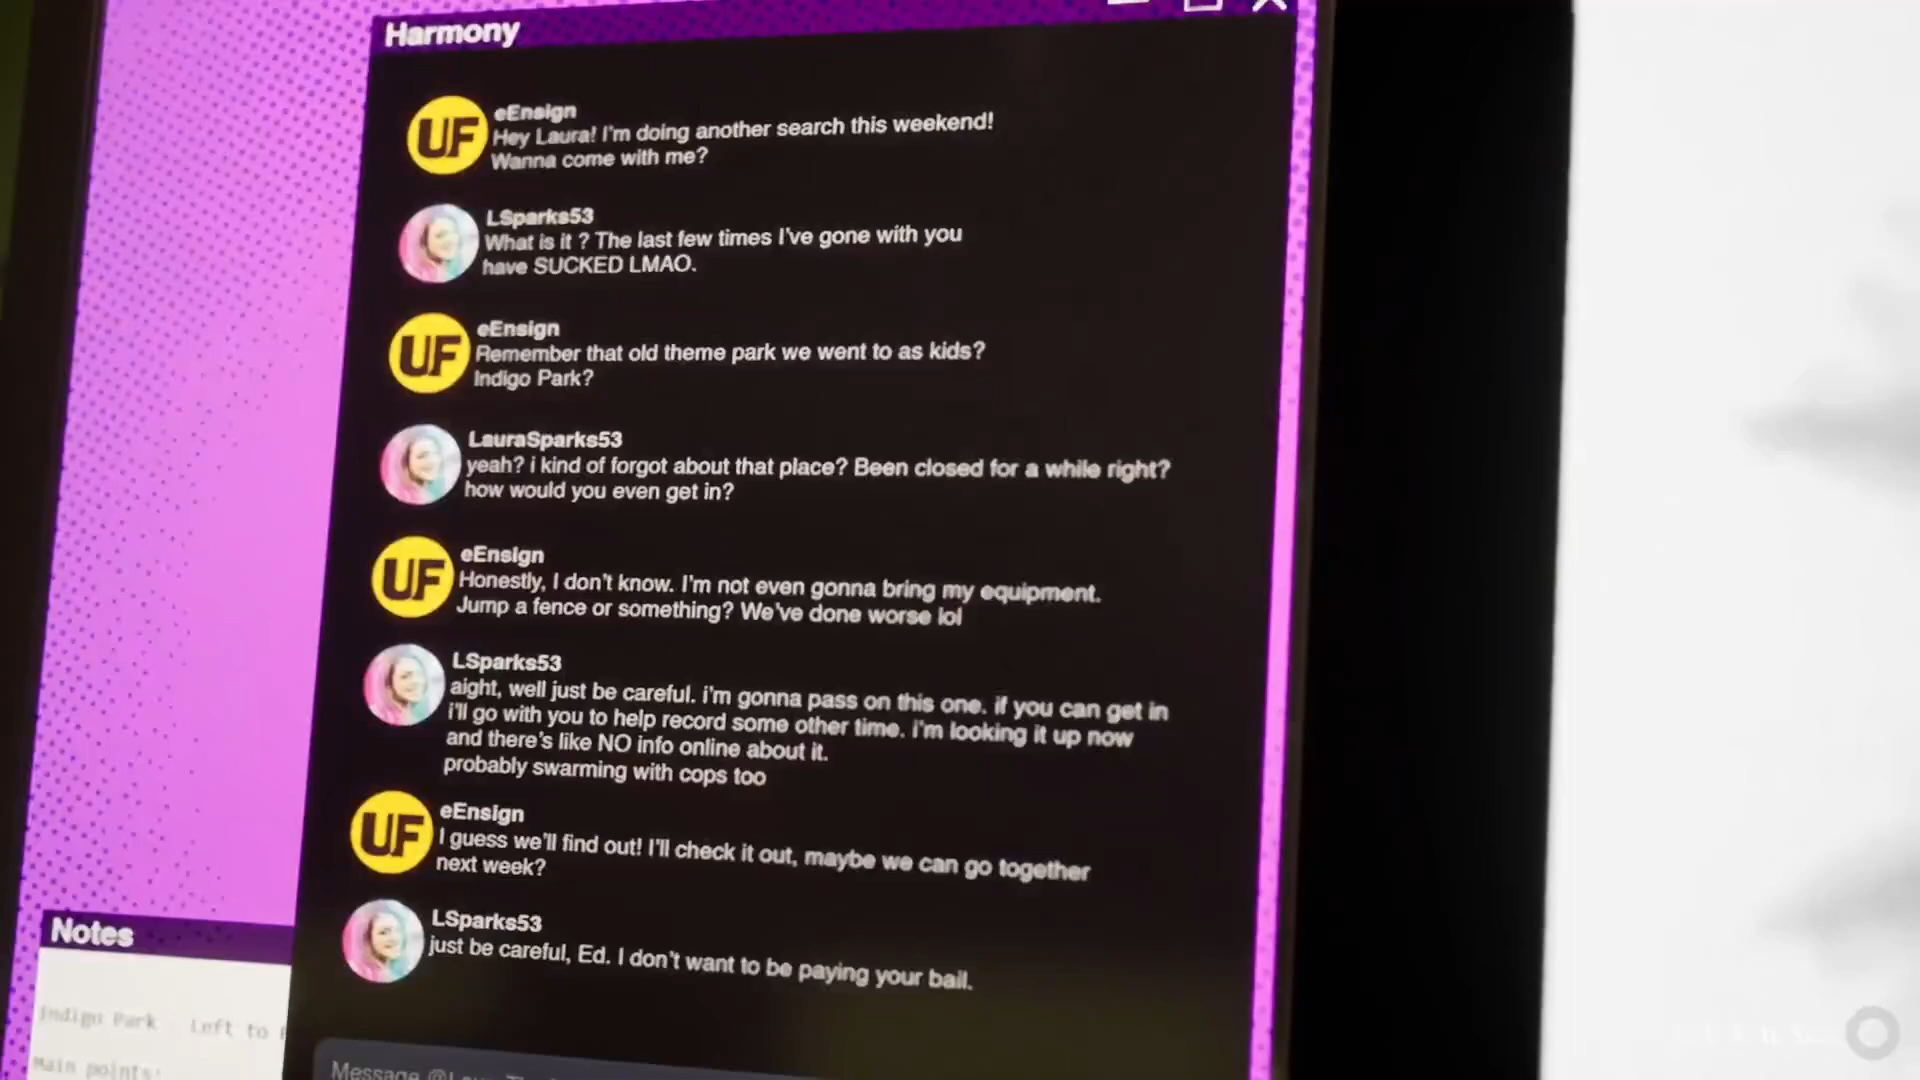 Harmony
UF
eEnsign
Hey Laura! I'm doing another search this weekend!
Wanna come with me?
LSparks53
What is it ? The last few times I've gone with you
have SUCKED LMAO.
UF
eEnsign
Remember that old theme park we went to as kids?
Indigo Park?
LauraSparks53
yeah? i kind of forgot about that place? Been closed for a while right?
how would you even get in?
UF
eEnsign
Honestly, I don't know. I'm not even gonna bring my equipment.
Jump a fence or something? We've done worse lol
LSparks53
aight, well just be careful. i'm gonna pass on this one. if you can get in
i'll go with you to help record some other time. i'm looking it up now
and there's like NO info online about it.
probably swarming with cops too
UF
eEnsign
I guess we'll find out! I'll check it out, maybe we can go together
next week?
LSparks53
just be careful, Ed. I don't want to be paying your bail.
Notes
Indigo Park Left to
Main points:
Message